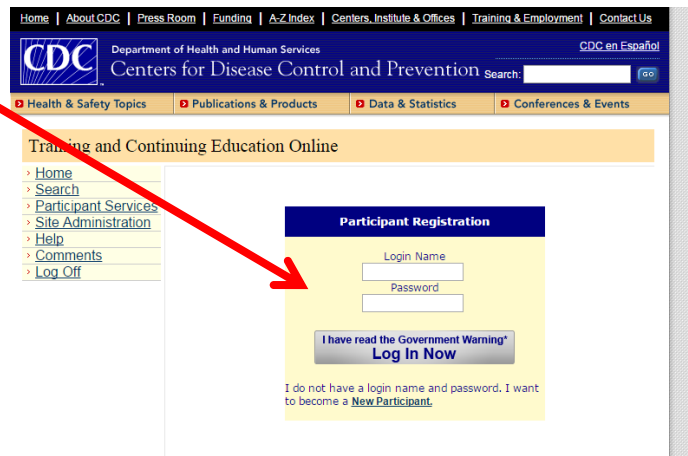 Home | About CDC | Press Room | Funding | A-Z Index | Centers, Institute & Offices | Training & Employment | Contact Us
CDC
Department of Health and Human Services
CDC en Español
Centers for Disease Control and Prevention
Search: GO
Health & Safety Topics Publications & Products Data & Statistics Conferences & Events
Training and Continuing Education Online
› Home
› Search
› Participant Services
› Site Administration
› Help
› Comments
› Log Off
Participant Registration
Login Name
Password
I have read the Government Warning*
Log In Now
I do not have a login name and password. I want
to become a New Participant.